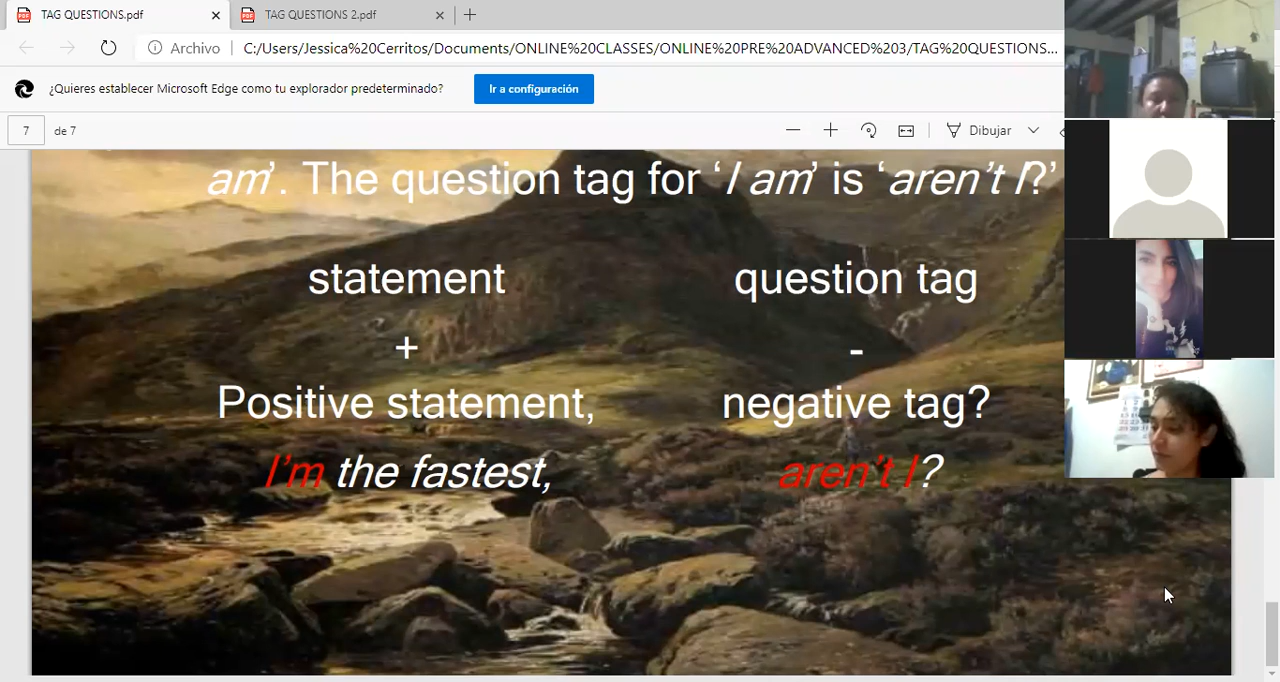 TAG QUESTIONS.pdf
TAG QUESTIONS 2.pdf
Archivo
C:/Users/Jessica%20Cerritos/Documents/ONLINE%20CLASSES/ONLINE%20PRE%20ADVANCED%203/TAG%20QUESTIONS...
¿Quieres establecer Microsoft Edge como tu explorador predeterminado?
Ir a configuración
7 de 7
Dibujar
am’. The question tag for ‘I am’ is ‘aren’t I?’
statement question tag
+ -
Positive statement, negative tag?
I’m the fastest, aren’t I?